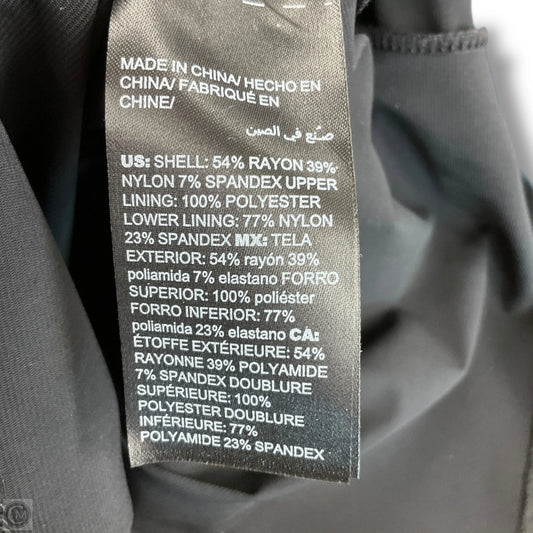 MADE IN CHINA/ HECHO EN
CHINA/ FABRIQUÉ EN
CHINE/
صنع في الصين
US: SHELL: 54% RAYON 39%
NYLON 7% SPANDEX UPPER
LINING: 100% POLYESTER
LOWER LINING: 77% NYLON
23% SPANDEX MX: TELA
EXTERIOR: 54% rayón 39%
poliamida 7% elastano FORRO
SUPERIOR: 100% poliéster
FORRO INFERIOR: 77%
poliamida 23% elastano CA:
ÉTOFFE EXTÉRIEURE: 54%
RAYONNE 39% POLYAMIDE
7% SPANDEX DOUBLURE
SUPÉRIEURE: 100%
POLYESTER DOUBLURE
INFÉRIEURE: 77%
POLYAMIDE 23% SPANDEX